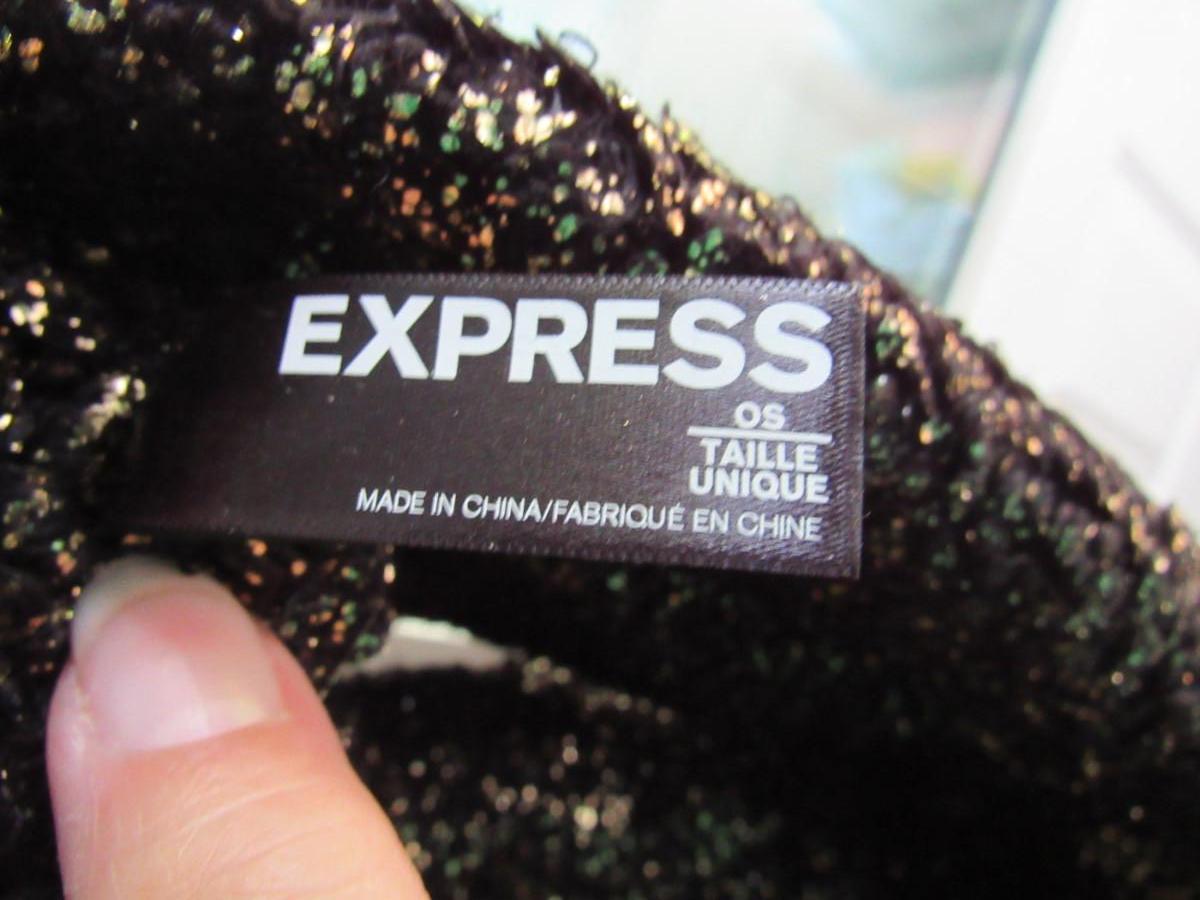 EXPRESS
OS
TAILLE
UNIQUE
MADE IN CHINA/FABRIQUÉ EN CHINE